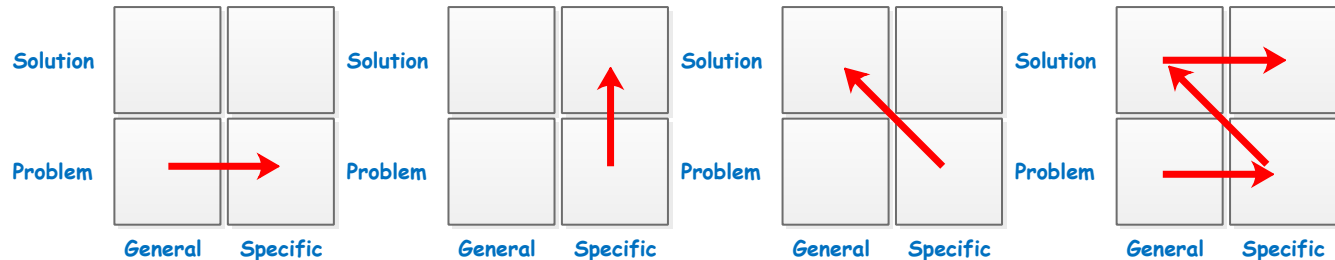 Solution Solution Solution Solution
Problem Problem Problem Problem
General Specific General Specific General Specific General Specific